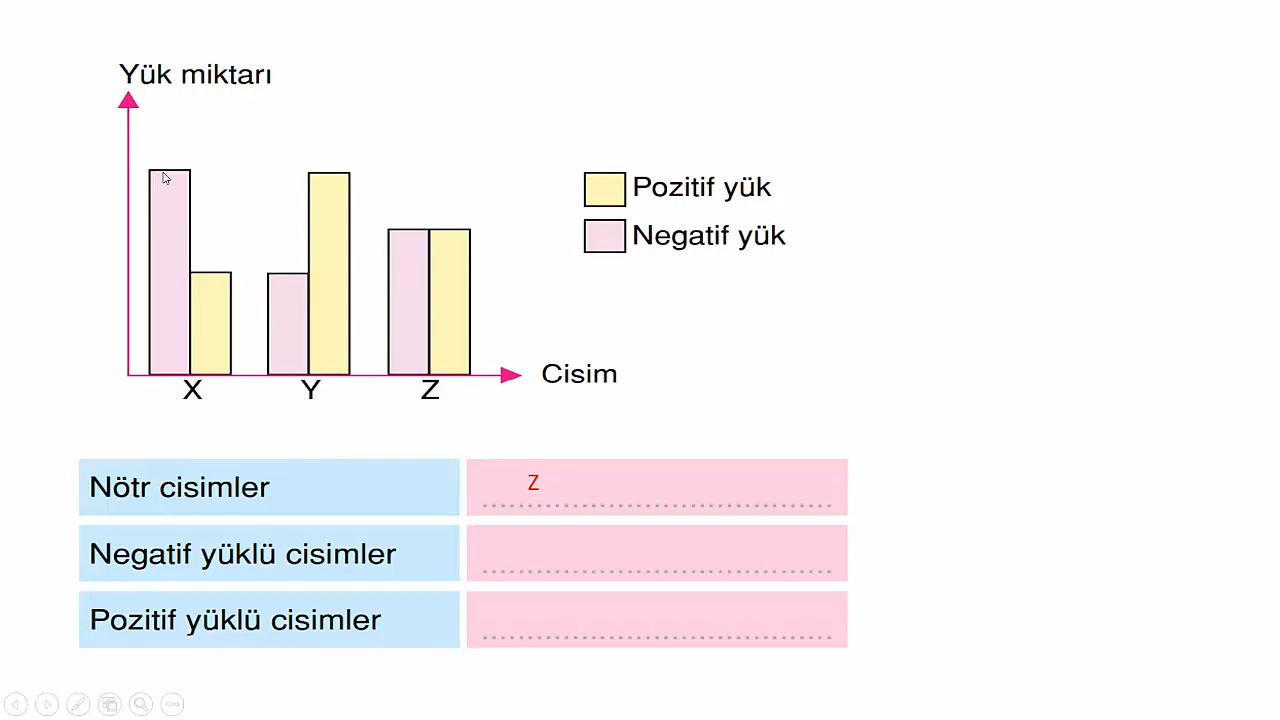 Yük miktarı
Pozitif yük
Negatif yük
Cisim
X Y Z
Nötr cisimler Z
Negatif yüklü cisimler
Pozitif yüklü cisimler